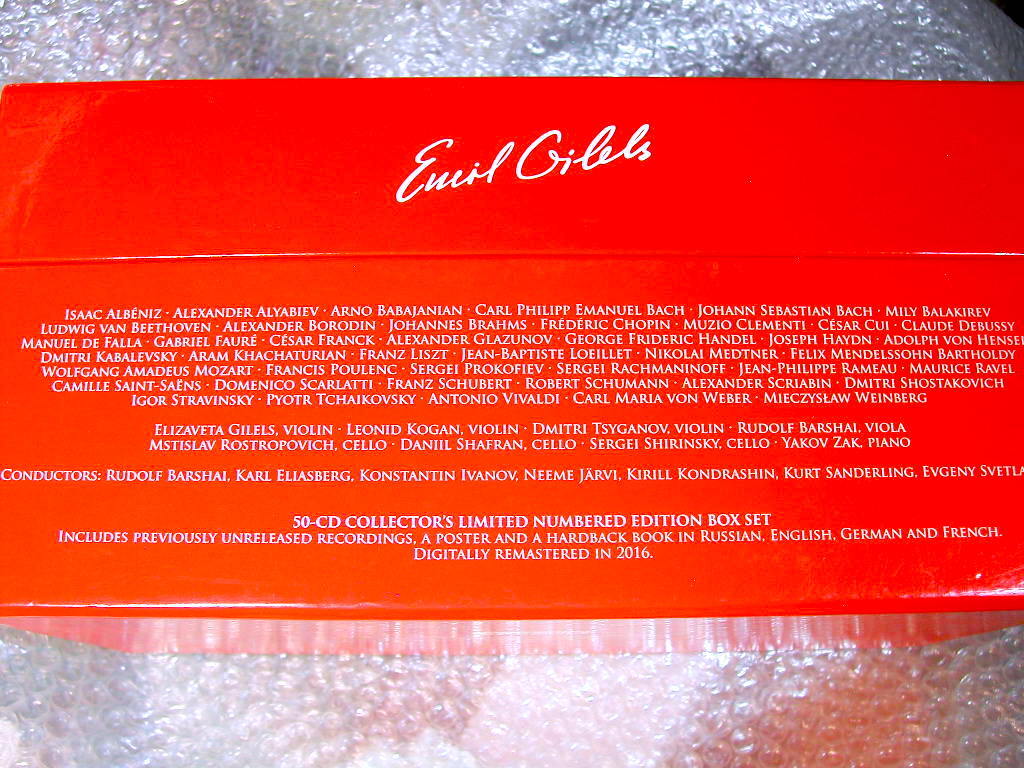 Emil Gilels
ISAAC ALBÉNIZ · ALEXANDER ALYABIEV · ARNO BABAJANIAN · CARL PHILIPP EMANUEL BACH · JOHANN SEBASTIAN BACH · MILY BALAKIREV
LUDWIG VAN BEETHOVEN · ALEXANDER BORODIN · JOHANNES BRAHMS · FRÉDÉRIC CHOPIN · MUZIO CLEMENTI · CÉSAR CUI · CLAUDE DEBUSSY
MANUEL DE FALLA · GABRIEL FAURÉ · CÉSAR FRANCK · ALEXANDER GLAZUNOV · GEORGE FRIDERIC HANDEL · JOSEPH HAYDN · ADOLPH VON HENSEL
DMITRI KABALEVSKY · ARAM KHACHATURIAN · FRANZ LISZT · JEAN-BAPTISTE LOEILLET · NIKOLAI MEDTNER · FELIX MENDELSSOHN BARTHOLDY
WOLFGANG AMADEUS MOZART · FRANCIS POULENC · SERGEI PROKOFIEV · SERGEI RACHMANINOFF · JEAN-PHILIPPE RAMEAU · MAURICE RAVEL
CAMILLE SAINT-SAËNS · DOMENICO SCARLATTI · FRANZ SCHUBERT · ROBERT SCHUMANN · ALEXANDER SCRIABIN · DMITRI SHOSTAKOVICH
IGOR STRAVINSKY · PYOTR TCHAIKOVSKY · ANTONIO VIVALDI · CARL MARIA VON WEBER · MIECZYSŁAW WEINBERG
ELIZAVETA GILELS, VIOLIN · LEONID KOGAN, VIOLIN · DMITRI TSYGANOV, VIOLIN · RUDOLF BARSHAI, VIOLA
MSTISLAV ROSTROPOVICH, CELLO · DANIIL SHAFRAN, CELLO · SERGEI SHIRINSKY, CELLO · YAKOV ZAK, PIANO
CONDUCTORS: RUDOLF BARSHAI, KARL ELIASBERG, KONSTANTIN IVANOV, NEEME JÄRVI, KIRILL KONDRASHIN, KURT SANDERLING, EVGENY SVETLA
50-CD COLLECTOR'S LIMITED NUMBERED EDITION BOX SET
INCLUDES PREVIOUSLY UNRELEASED RECORDINGS, A POSTER AND A HARDBACK BOOK IN RUSSIAN, ENGLISH, GERMAN AND FRENCH.
DIGITALLY REMASTERED IN 2016.